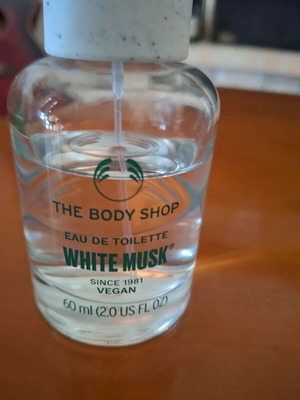 THE BODY SHOP
EAU DE TOILETTE
WHITE MUSK®
SINCE 1981
VEGAN
60 ml (2.0 US FL OZ)